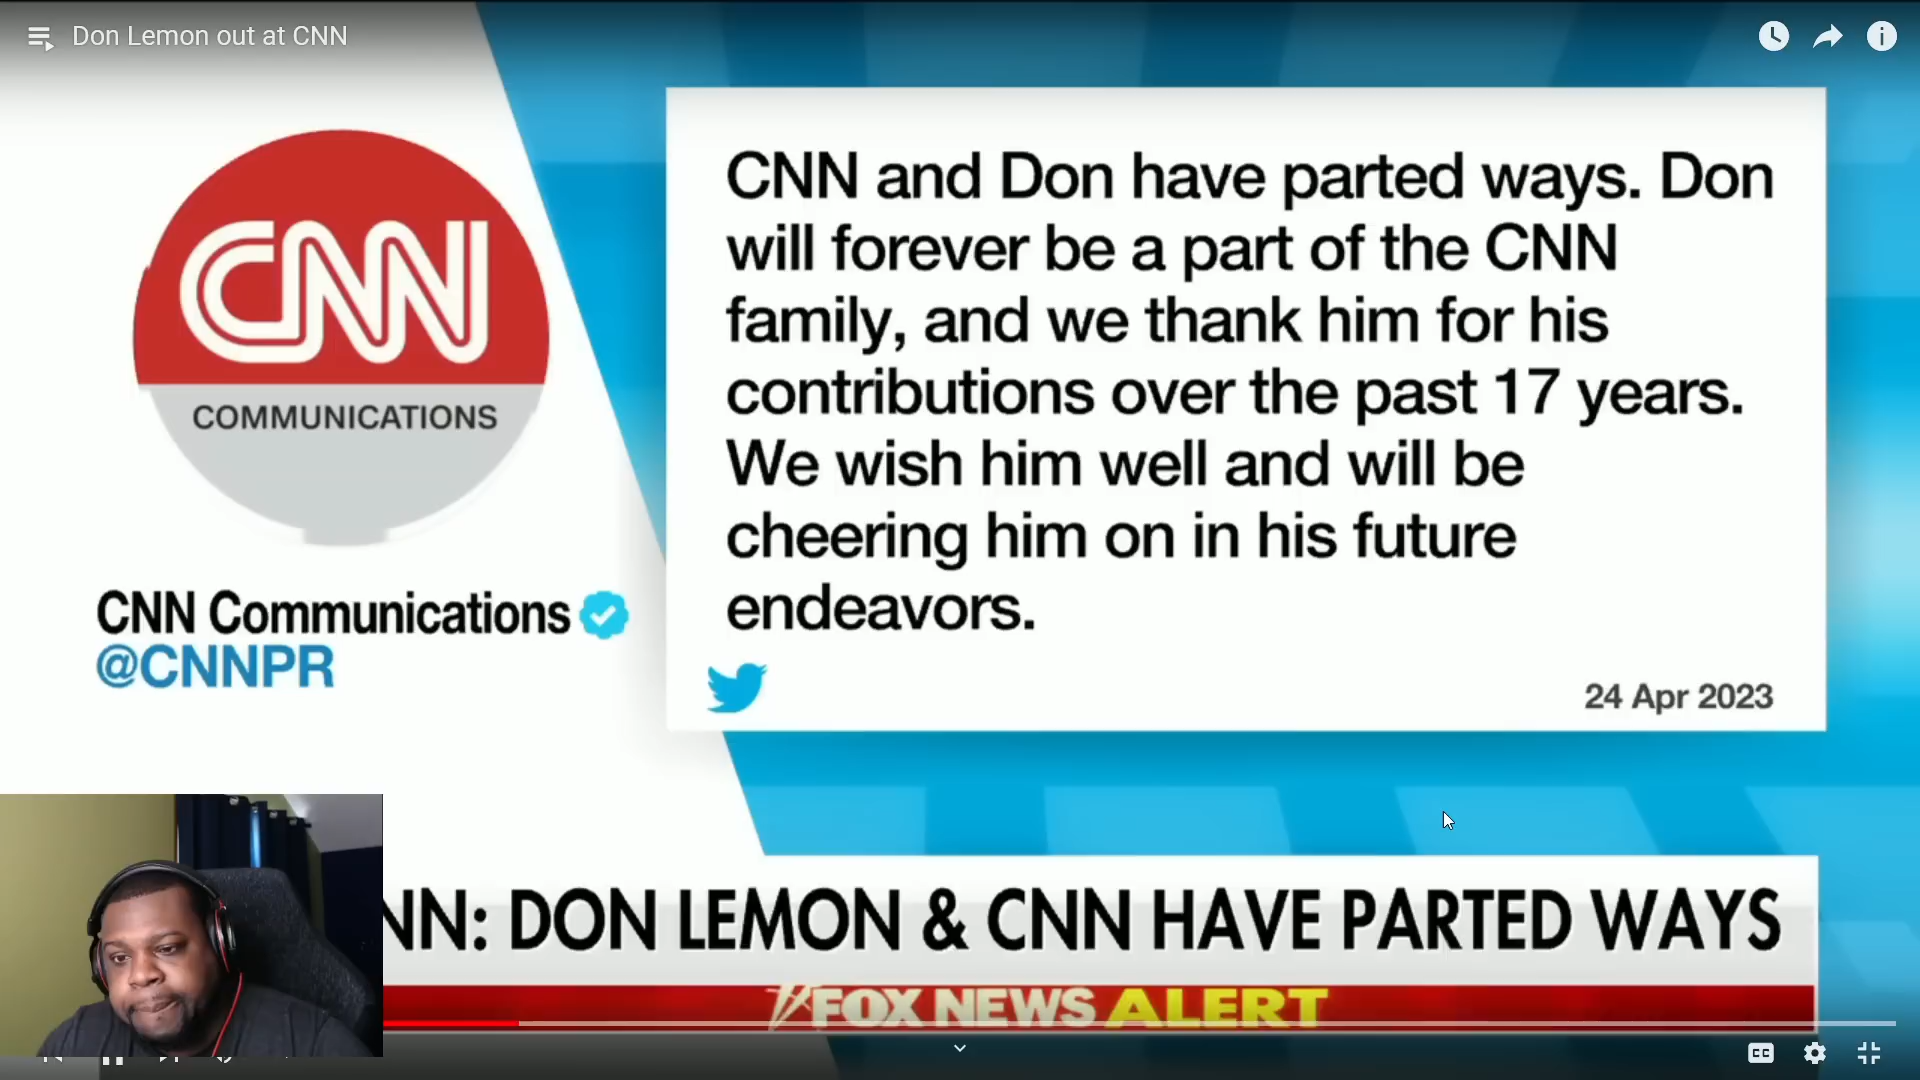 Don Lemon out at CNN
CNN
COMMUNICATIONS
CNN Communications
@CNNPR
CNN and Don have parted ways. Don
will forever be a part of the CNN
family, and we thank him for his
contributions over the past 17 years.
We wish him well and will be
cheering him on in his future
endeavors.
24 Apr 2023
NN: DON LEMON & CNN HAVE PARTED WAYS
FOX NEWS ALERT
CC